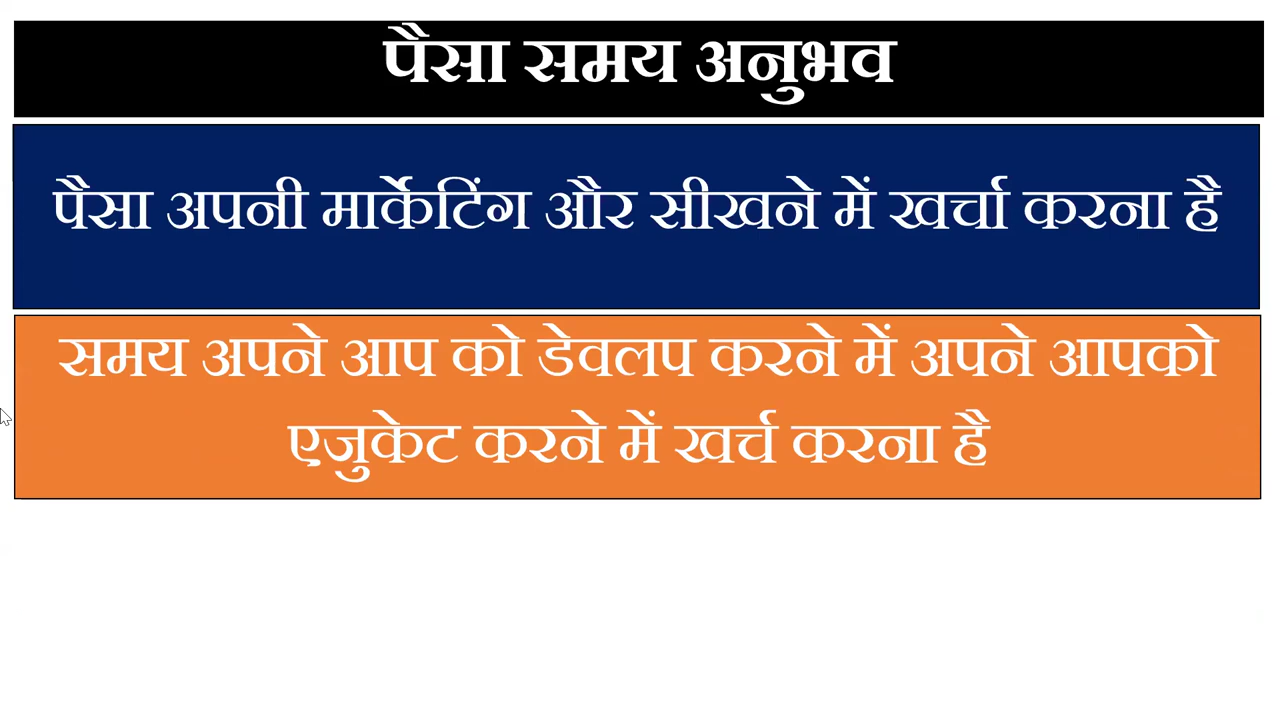 पैसा समय अनुभव
पैसा अपनी मार्केटिंग और सीखने में खर्चा करना है
समय अपने आप को डेवलप करने में अपने आपको
एजुकेट करने में खर्च करना है